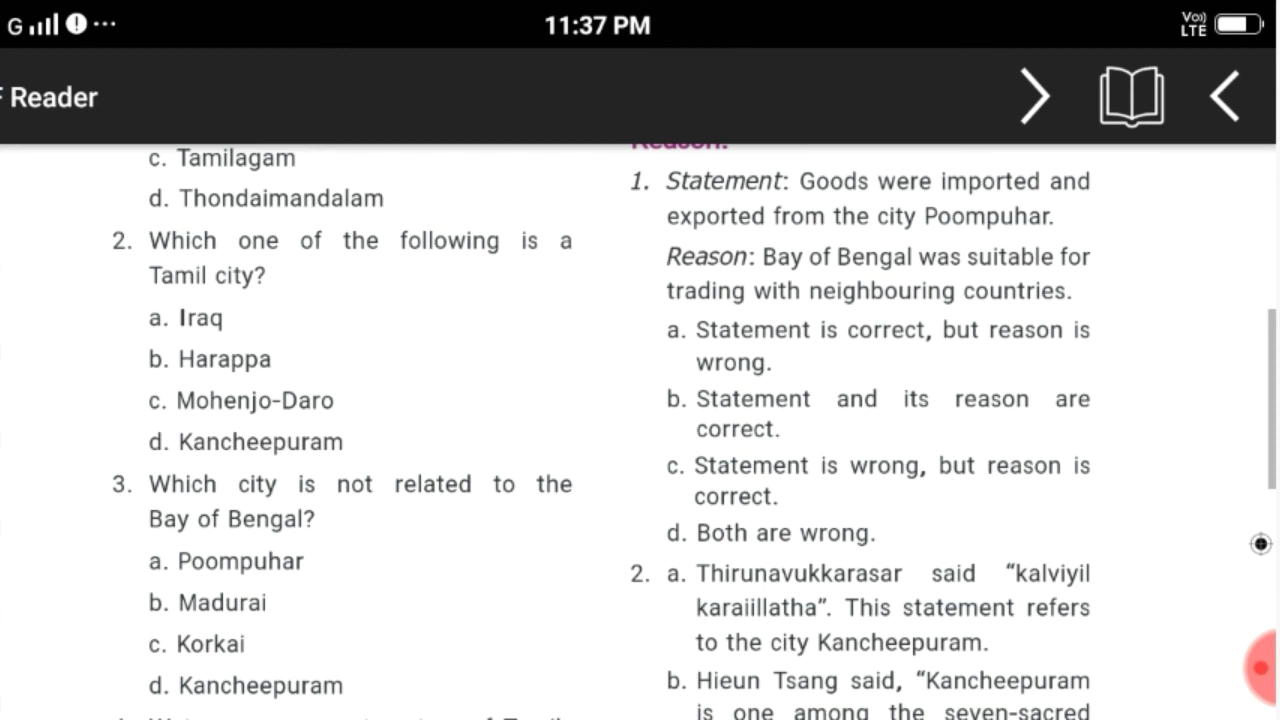 G
11:37 PM
Vo))
LTE
Reader
c. Tamilagam
d. Thondaimandalam
2. Which one of the following is a
Tamil city?
a. Iraq
b. Harappa
c. Mohenjo-Daro
d. Kancheepuram
3. Which city is not related to the
Bay of Bengal?
a. Poompuhar
b. Madurai
c. Korkai
d. Kancheepuram
Reason:
1. Statement: Goods were imported and
exported from the city Poompuhar.
Reason: Bay of Bengal was suitable for
trading with neighbouring countries.
a. Statement is correct, but reason is
wrong.
b. Statement and its reason are
correct.
c. Statement is wrong, but reason is
correct.
d. Both are wrong.
2. a. Thirunavukkarasar said “kalviyil
karaiillatha”. This statement refers
to the city Kancheepuram.
b. Hieun Tsang said, “Kancheepuram
is one among the seven-sacred